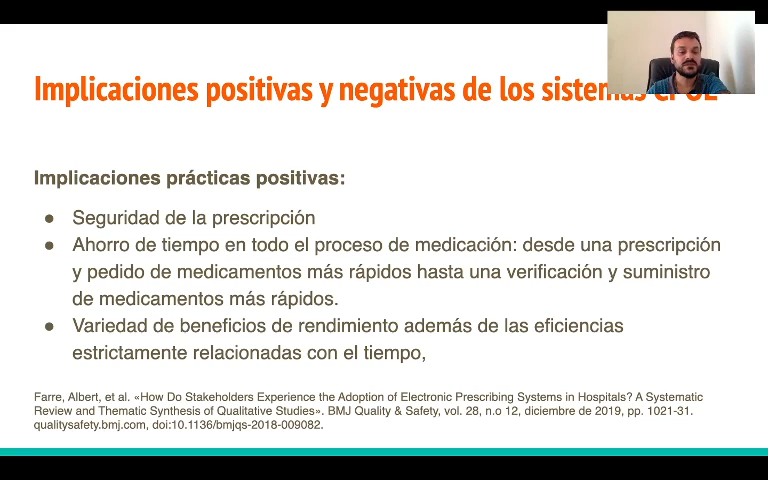 Implicaciones positivas y negativas de los sistemas CPOE
Implicaciones prácticas positivas:
● Seguridad de la prescripción
● Ahorro de tiempo en todo el proceso de medicación: desde una prescripción
y pedido de medicamentos más rápidos hasta una verificación y suministro
de medicamentos más rápidos.
● Variedad de beneficios de rendimiento además de las eficiencias
estrictamente relacionadas con el tiempo,
Farre, Albert, et al. «How Do Stakeholders Experience the Adoption of Electronic Prescribing Systems in Hospitals? A Systematic
Review and Thematic Synthesis of Qualitative Studies». BMJ Quality & Safety, vol. 28, n.o 12, diciembre de 2019, pp. 1021-31.
qualitysafety.bmj.com, doi:10.1136/bmjqs-2018-009082.